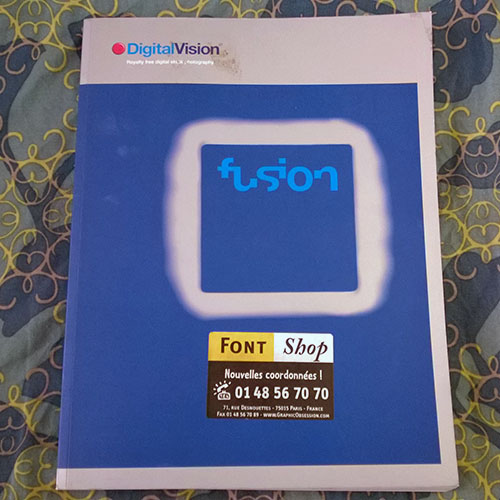 DigitalVision®
Royalty free digital photography
fusion
FONT Shop
Nouvelles coordonnées !
01 48 56 70 70
71, RUE DESNOUETTES - 75015 PARIS - FRANCE
FAX 01 48 56 70 89 - WWW.GRAPHICOBSESSION.COM